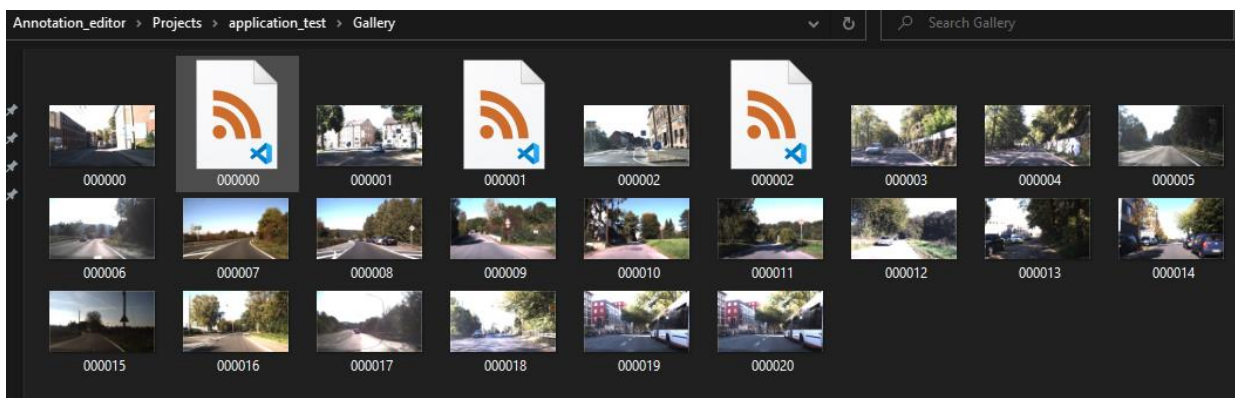 Annotation_editor > Projects > application_test > Gallery
Search Gallery
000000 000000 000001 000001 000002 000002 000003 000004 000005
000006 000007 000008 000009 000010 000011 000012 000013 000014
000015 000016 000017 000018 000019 000020